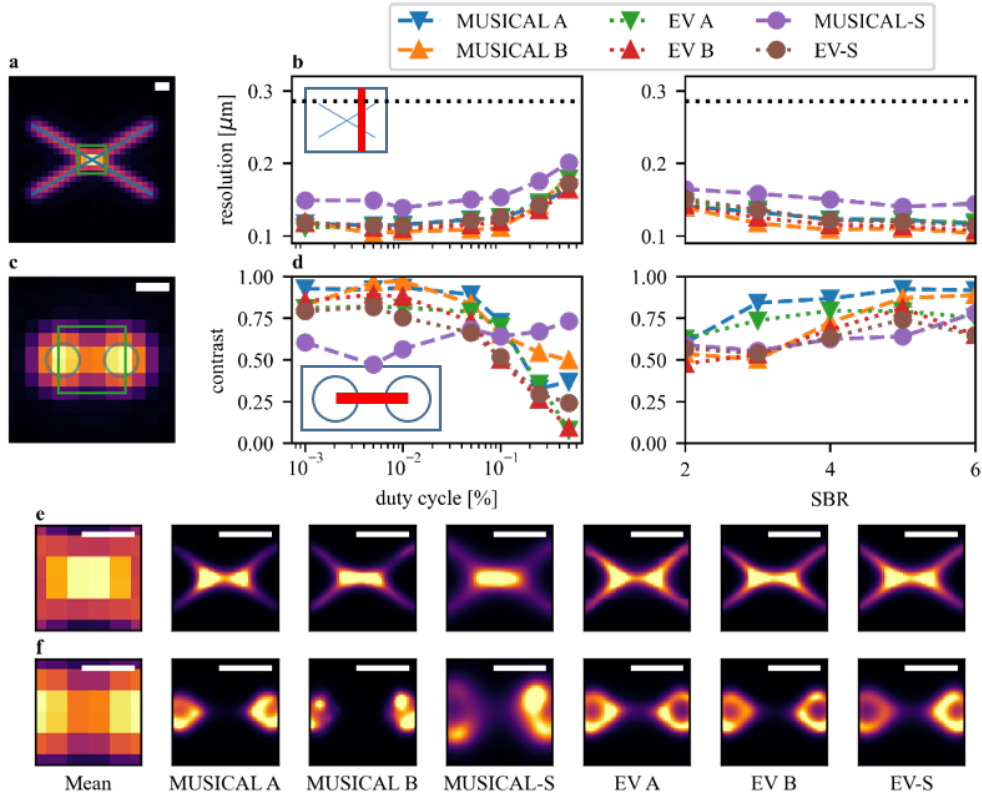 MUSICAL A EV A MUSICAL-S
MUSICAL B EV B EV-S
a
b
0.3
0.2
0.1
resolution [μm]
0.3
0.2
0.1
c
d
1.00
0.75
0.50
0.25
0.00
contrast
10⁻³ 10⁻² 10⁻¹
duty cycle [%]
1.00
0.75
0.50
0.25
0.00
2 4 6
SBR
e
f
Mean MUSICAL A MUSICAL B MUSICAL-S EV A EV B EV-S